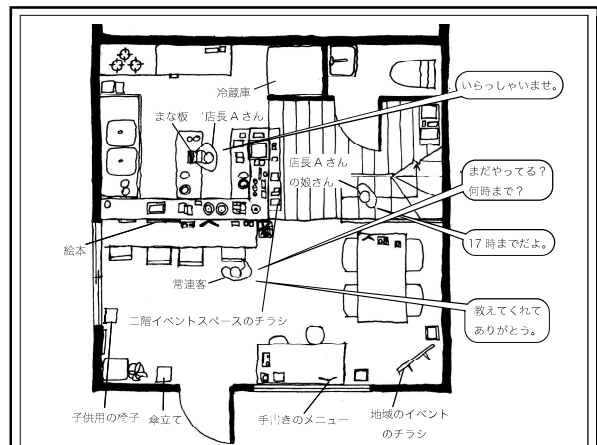 冷蔵庫
いらっしゃいませ。
まな板
店長Aさん
店長Aさん
の娘さん
まだやってる？
何時まで？
17時までだよ。
絵本
常連客
二階イベントスペースのチラシ
教えてくれて
ありがとう。
子供用の椅子
傘立て
手書きのメニュー
地域のイベント
のチラシ